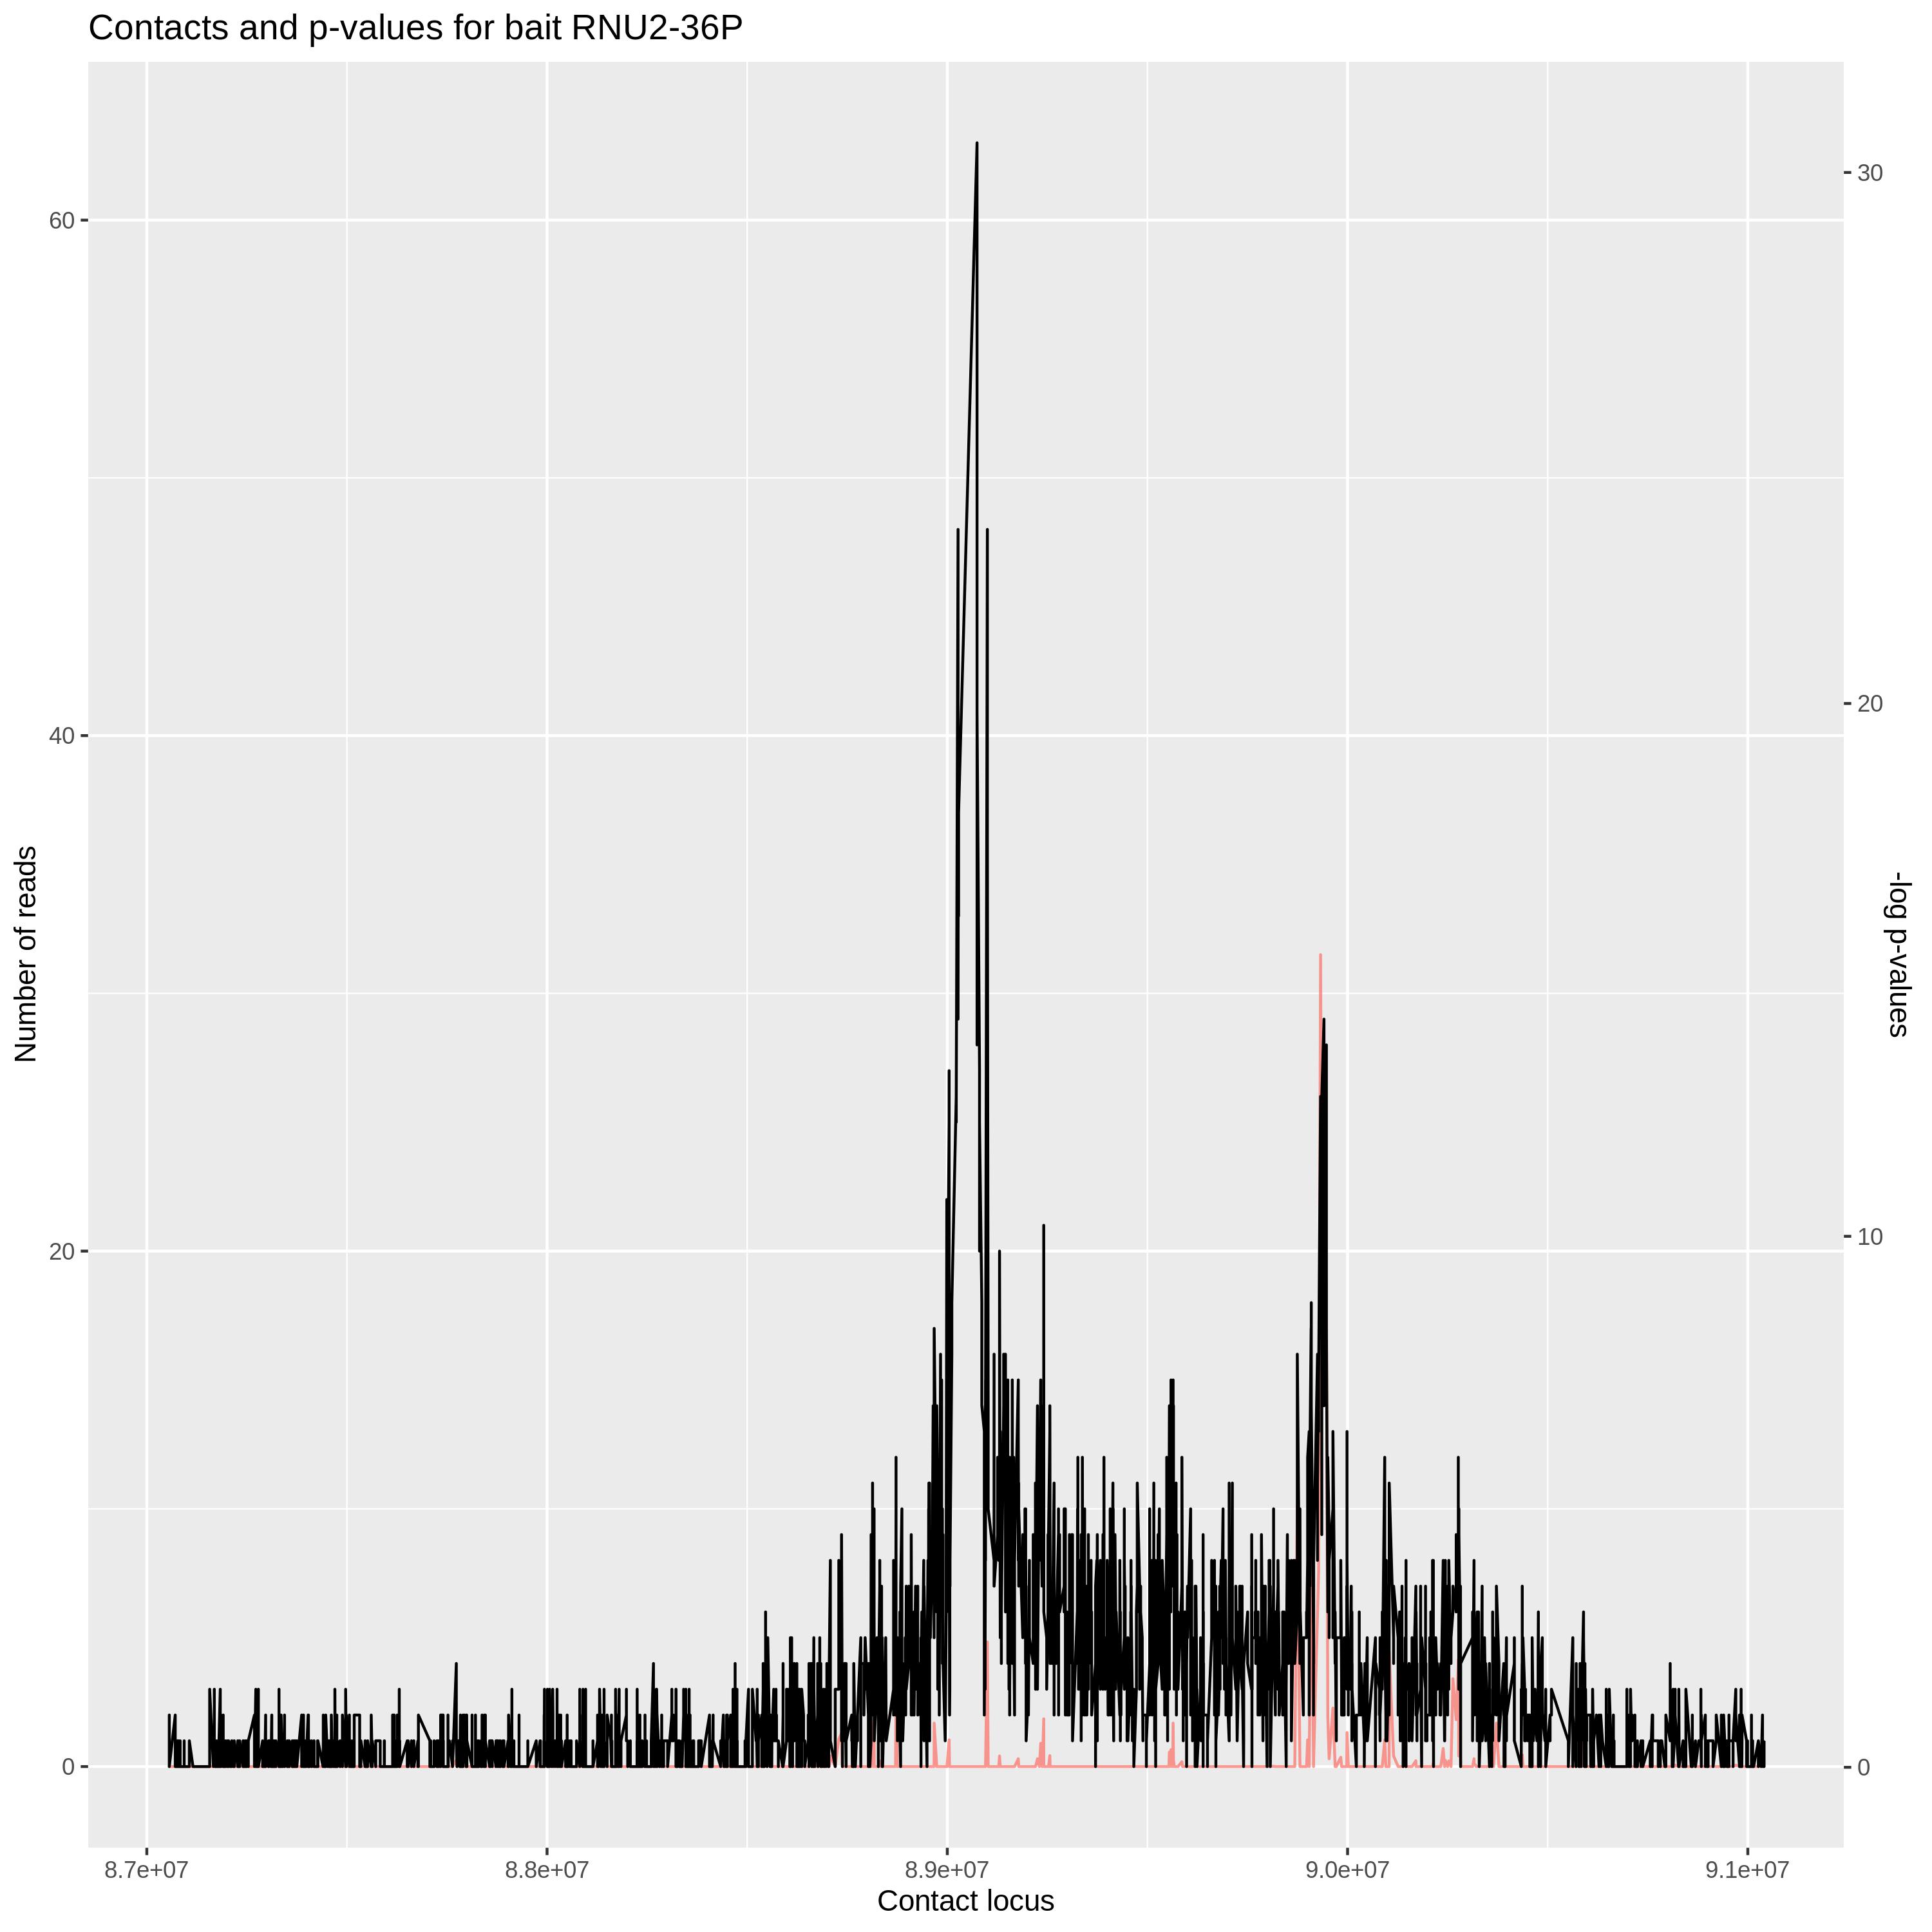 Contacts and p-values for bait RNU2-36P
60
40
20
0
30
20
10
0
Number of reads
-log p-values
8.7e+07 8.8e+07 8.9e+07 9.0e+07 9.1e+07
Contact locus